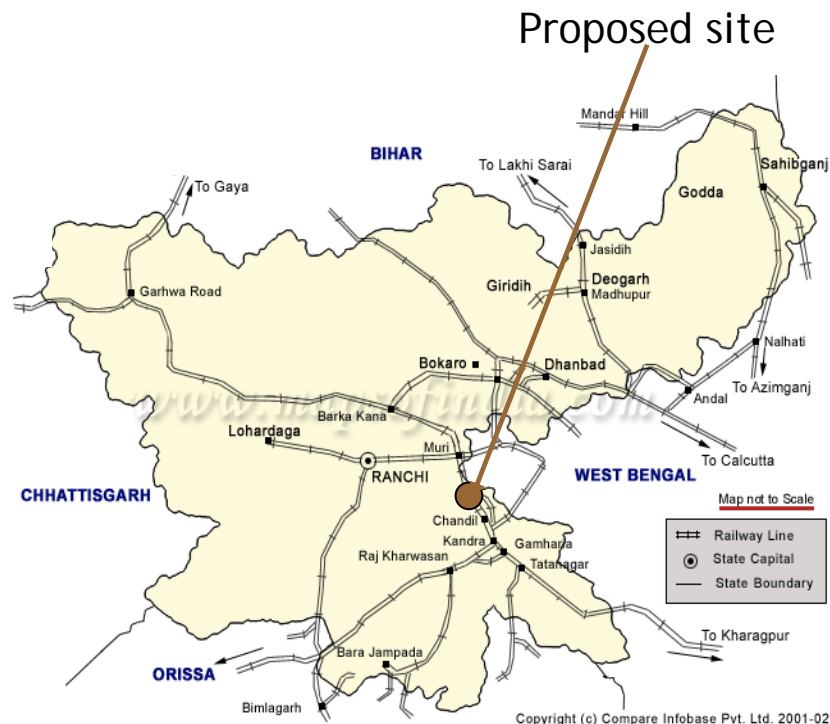 Proposed site
Mandar Hill
BIHAR
To Lakhi Sarai
Sahibganj
To Gaya
Godda
Jasidih
Giridih
Deogarh
Garhwa Road
Madhupur
Nalhati
Bokaro
Dhanbad
To Azimganj
Andal
www.mapsofindia.com
Barka Kana
Lohardaga
Muri
To Calcutta
RANCHI
WEST BENGAL
CHHATTISGARH
Map not to Scale
Chandil
Railway Line
Kandra
Gamharia
State Capital
Raj Kharwasan
Tatanagar
State Boundary
To Kharagpur
Bara Jampada
ORISSA
Bimlagarh
Copyright (c) Compare Infobase Pvt. Ltd. 2001-02